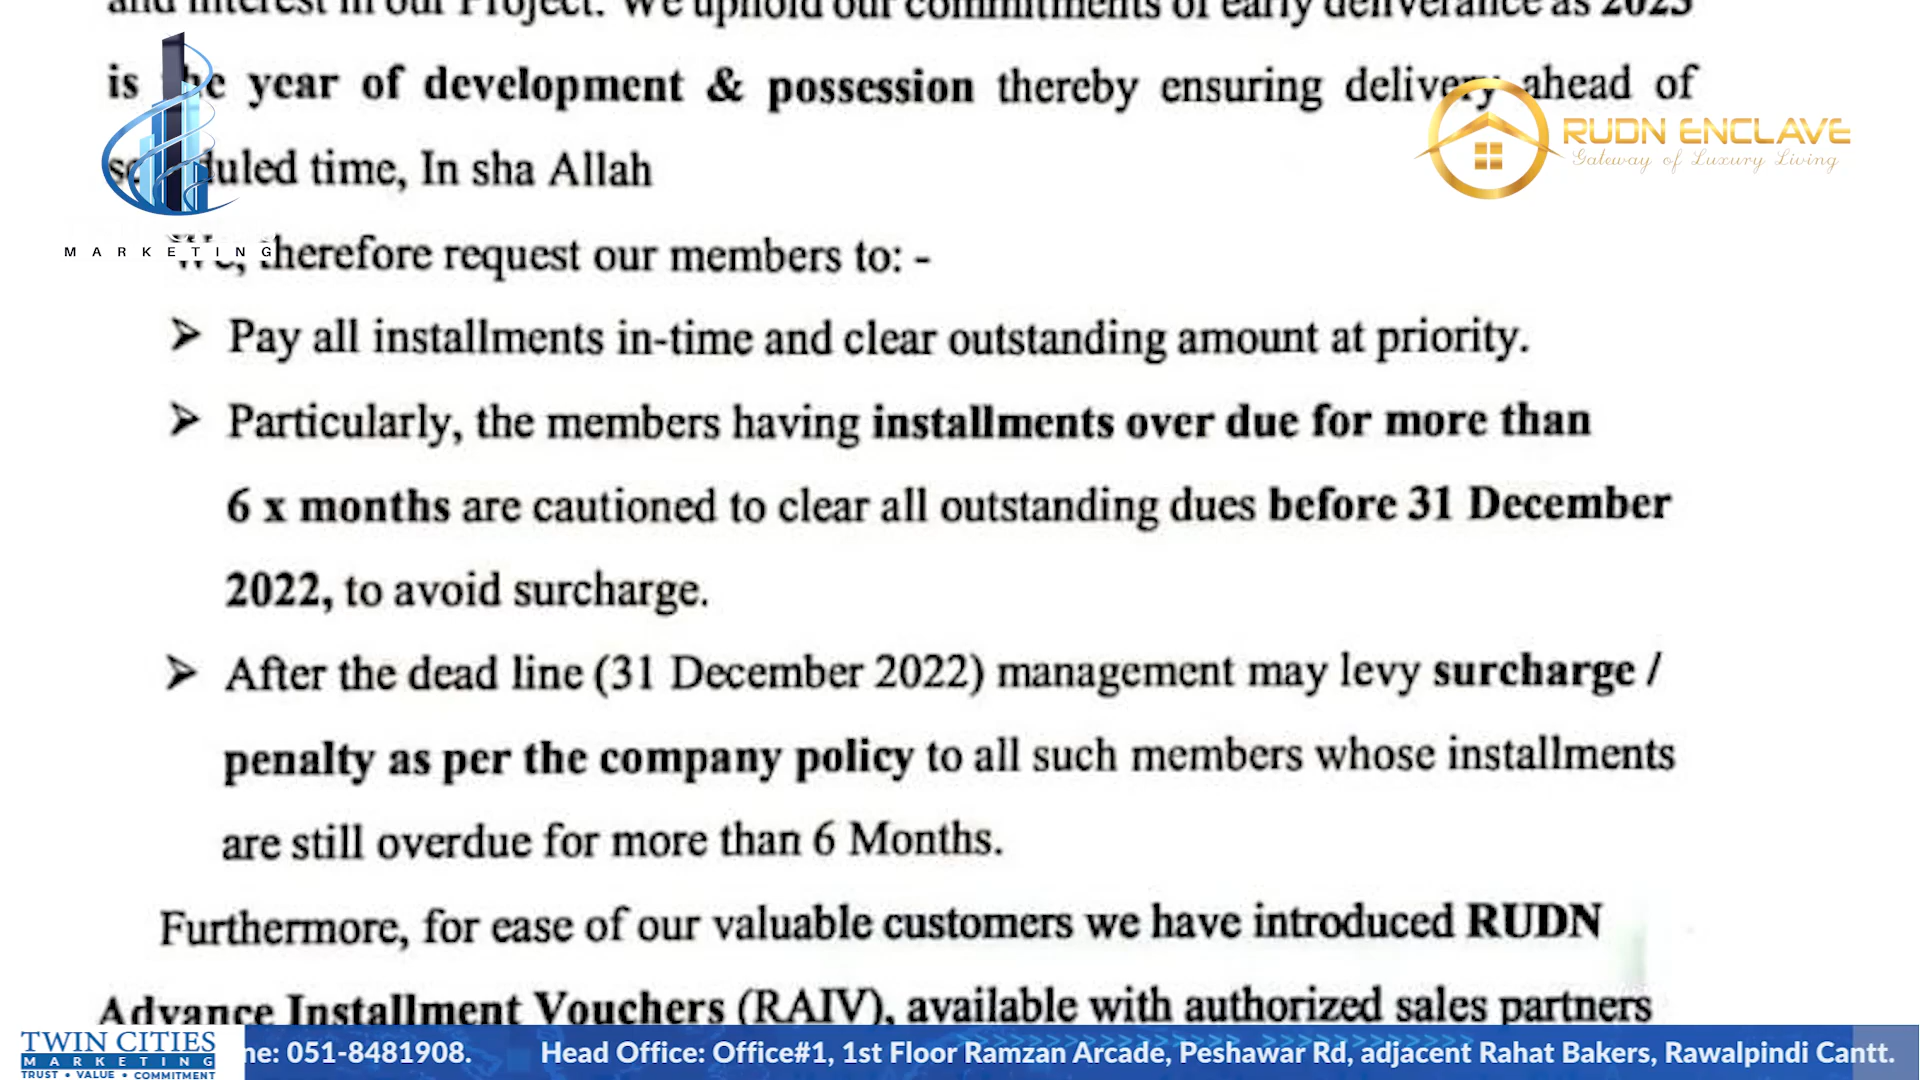 and interest in our Project. We uphold our commitments of early deliverance as 2023
is the year of development & possession thereby ensuring delivery ahead of
scheduled time, In sha Allah
RUDN ENCLAVE
Gateway of Luxury Living
MARKETING
We, therefore request our members to: -
➢ Pay all installments in-time and clear outstanding amount at priority.
➢ Particularly, the members having installments over due for more than
6 x months are cautioned to clear all outstanding dues before 31 December
2022, to avoid surcharge.
➢ After the dead line (31 December 2022) management may levy surcharge /
penalty as per the company policy to all such members whose installments
are still overdue for more than 6 Months.
Furthermore, for ease of our valuable customers we have introduced RUDN
Advance Installment Vouchers (RAIV), available with authorized sales partners
TWIN CITIES
MARKETING
TRUST • VALUE • COMMITMENT
ne: 051-8481908. Head Office: Office#1, 1st Floor Ramzan Arcade, Peshawar Rd, adjacent Rahat Bakers, Rawalpindi Cantt.